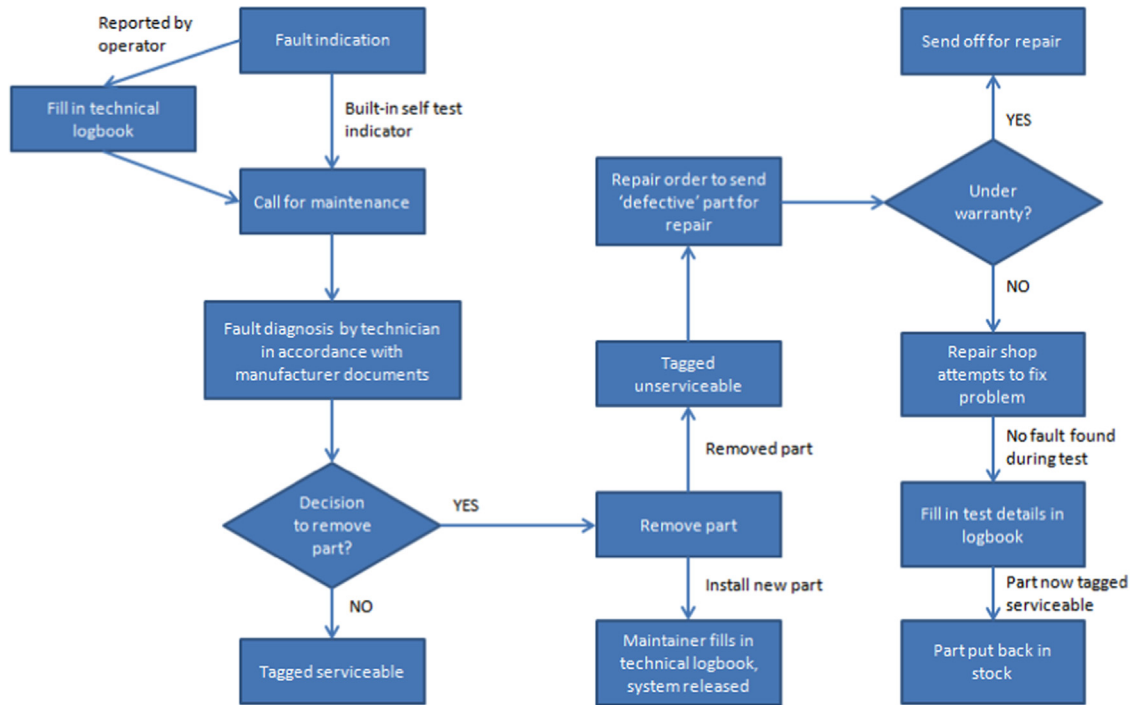 Reported by
operator
Fault indication
Fill in technical
logbook
Built-in self test
indicator
Call for maintenance
Fault diagnosis by technician
in accordance with
manufacturer documents
Decision
to remove
part?
YES
NO
Tagged serviceable
Remove part
Removed part
Tagged
unserviceable
Repair order to send
‘defective’ part for
repair
Install new part
Maintainer fills in
technical logbook,
system released
Under
warranty?
YES
Send off for repair
NO
Repair shop
attempts to fix
problem
No fault found
during test
Fill in test details in
logbook
Part now tagged
serviceable
Part put back in
stock